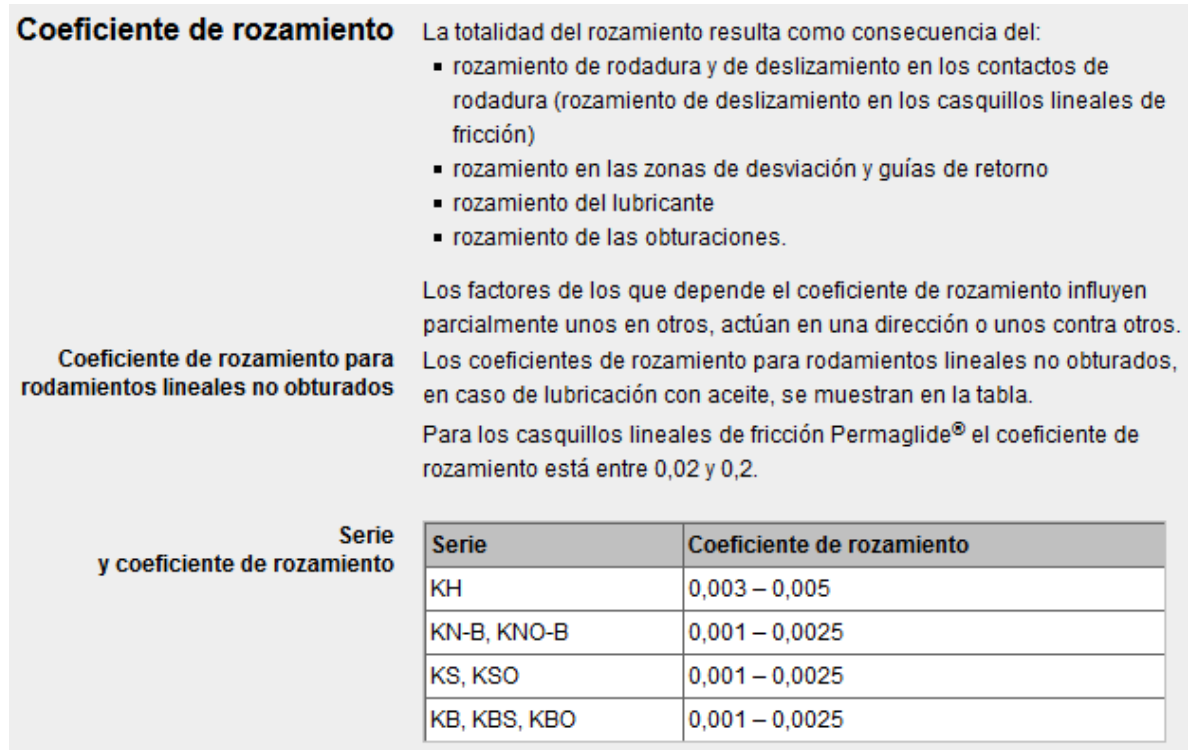 Coeficiente de rozamiento
La totalidad del rozamiento resulta como consecuencia del:
▪ rozamiento de rodadura y de deslizamiento en los contactos de
rodadura (rozamiento de deslizamiento en los casquillos lineales de
fricción)
▪ rozamiento en las zonas de desviación y guías de retorno
▪ rozamiento del lubricante
▪ rozamiento de las obturaciones.
Los factores de los que depende el coeficiente de rozamiento influyen
parcialmente unos en otros, actúan en una dirección o unos contra otros.
Coeficiente de rozamiento para
rodamientos lineales no obturados
Los coeficientes de rozamiento para rodamientos lineales no obturados,
en caso de lubricación con aceite, se muestran en la tabla.
Para los casquillos lineales de fricción Permaglide® el coeficiente de
rozamiento está entre 0,02 y 0,2.
Serie
y coeficiente de rozamiento
Serie Coeficiente de rozamiento
KH 0,003 – 0,005
KN-B, KNO-B 0,001 – 0,0025
KS, KSO 0,001 – 0,0025
KB, KBS, KBO 0,001 – 0,0025